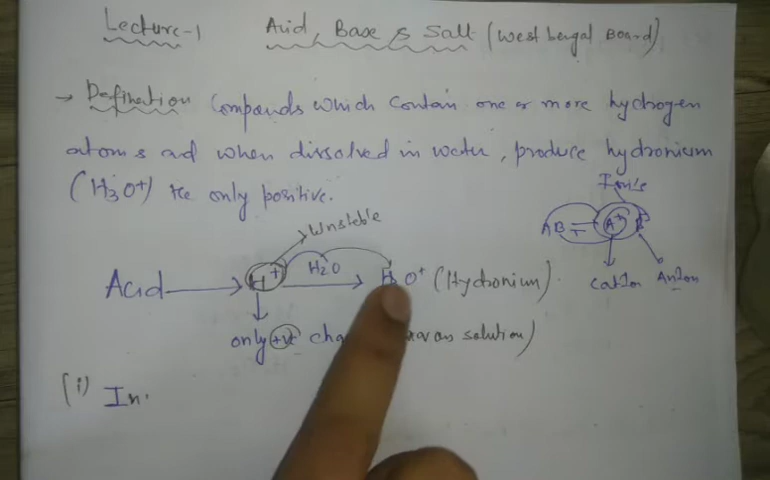 Lecture-1 Acid, Base & Salt (West bengal Board)
→ Defination Compounds which contain one or more hydrogen
atoms ad when dissolved in water, produce hydronium
(H3O+) the only positive.
Ion's
Unstable
AB A+
Acid → H+ H2O H3O+ (Hydronium).
Cation Anion
only +ve solution)
(i) In.